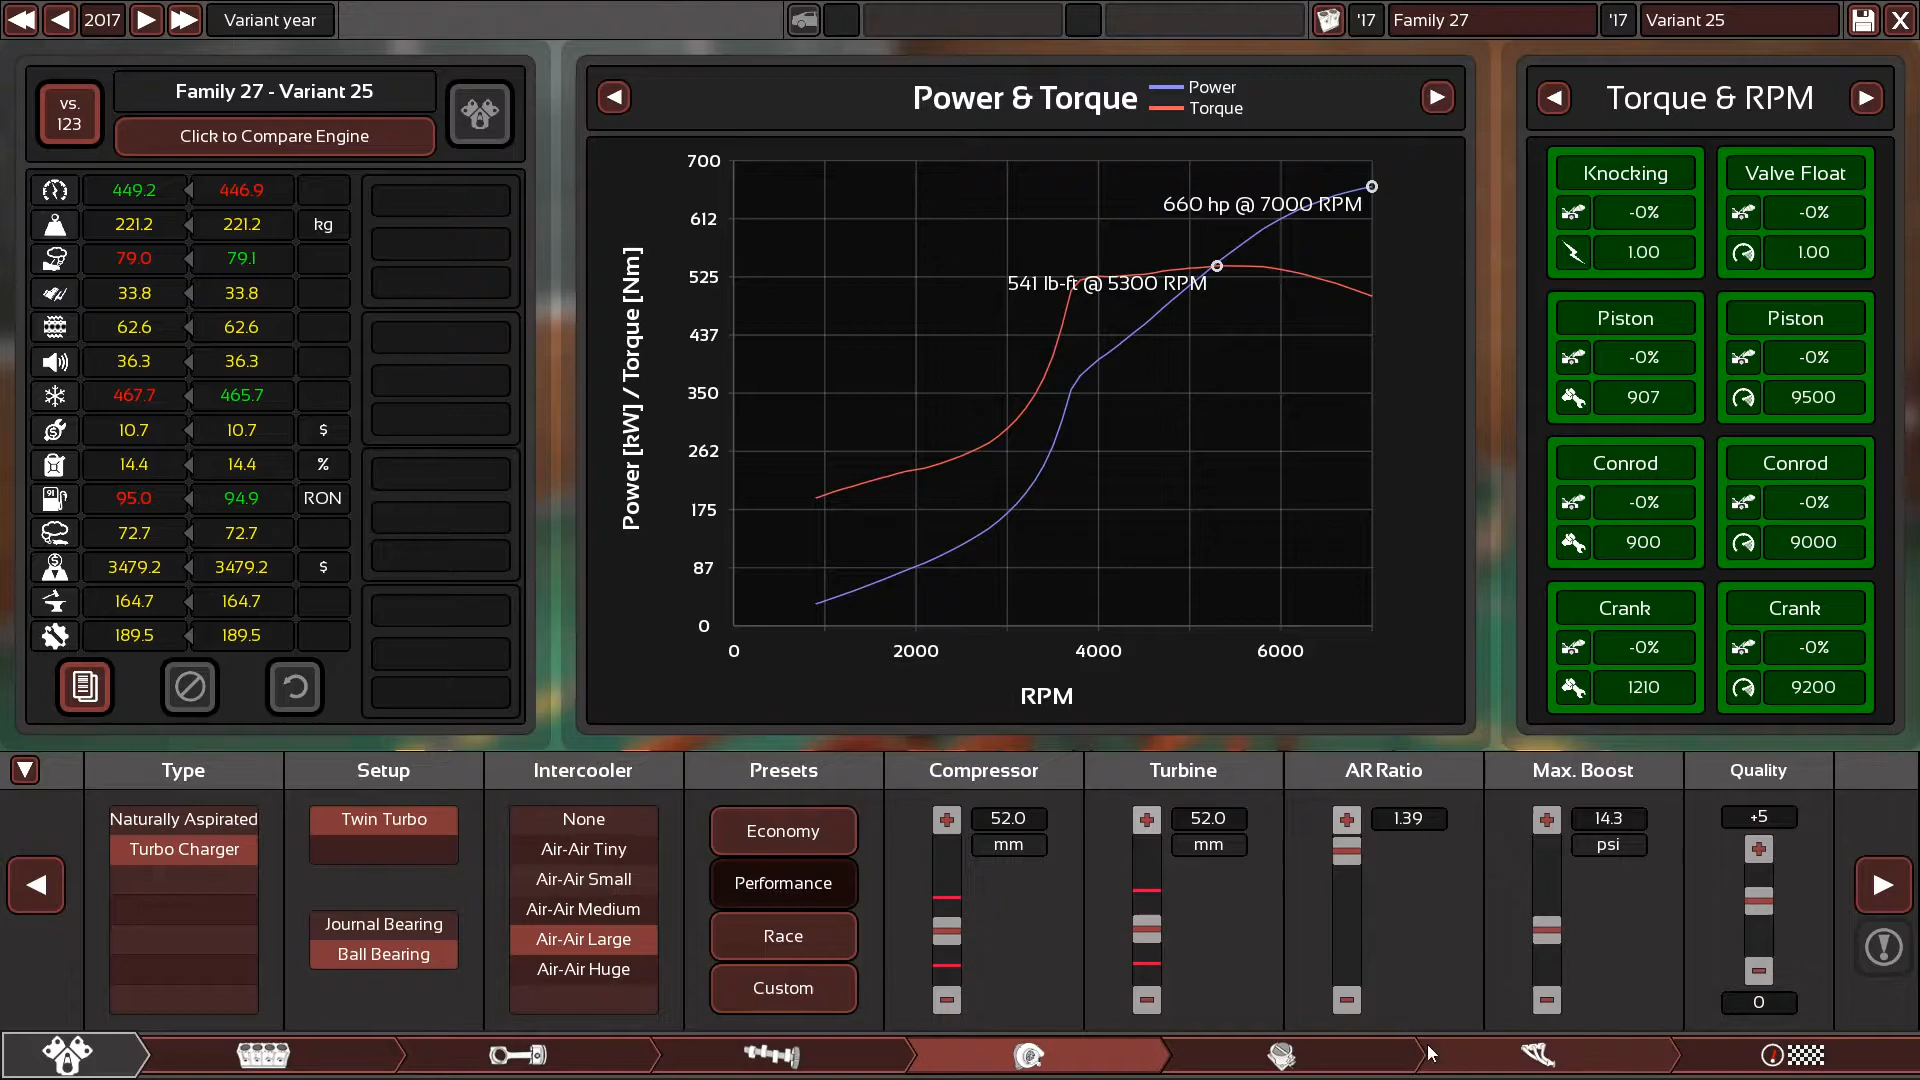 2017 Variant year '17 Family 27 '17 Variant 25
vs. 123
Family 27 - Variant 25
Click to Compare Engine
449.2 446.9
221.2 221.2 kg
79.0 79.1
33.8 33.8
62.6 62.6
36.3 36.3
467.7 465.7
10.7 10.7 $
14.4 14.4 %
91 95.0 94.9 RON
72.7 72.7
3479.2 3479.2 $
164.7 164.7
189.5 189.5
Power & Torque
Power
Torque
Power [kW] / Torque [Nm]
700
612
525
437
350
262
175
87
0
660 hp @ 7000 RPM
541 lb-ft @ 5300 RPM
0 2000 4000 6000
RPM
Torque & RPM
Knocking Valve Float
-0% -0%
1.00 1.00
Piston Piston
-0% -0%
907 9500
Conrod Conrod
-0% -0%
900 9000
Crank Crank
-0% -0%
1210 9200
Type
Naturally Aspirated
Turbo Charger
Setup
Twin Turbo
Journal Bearing
Ball Bearing
Intercooler
None
Air-Air Tiny
Air-Air Small
Air-Air Medium
Air-Air Large
Air-Air Huge
Presets
Economy
Performance
Race
Custom
Compressor
52.0
mm
Turbine
52.0
mm
AR Ratio
1.39
Max. Boost
14.3
psi
Quality
+5
0